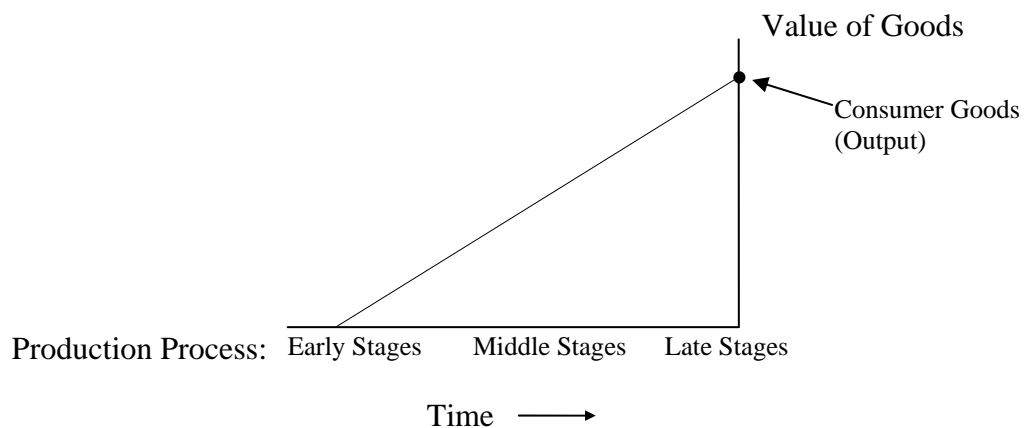 Value of Goods
Consumer Goods
(Output)
Production Process: Early Stages Middle Stages Late Stages
Time